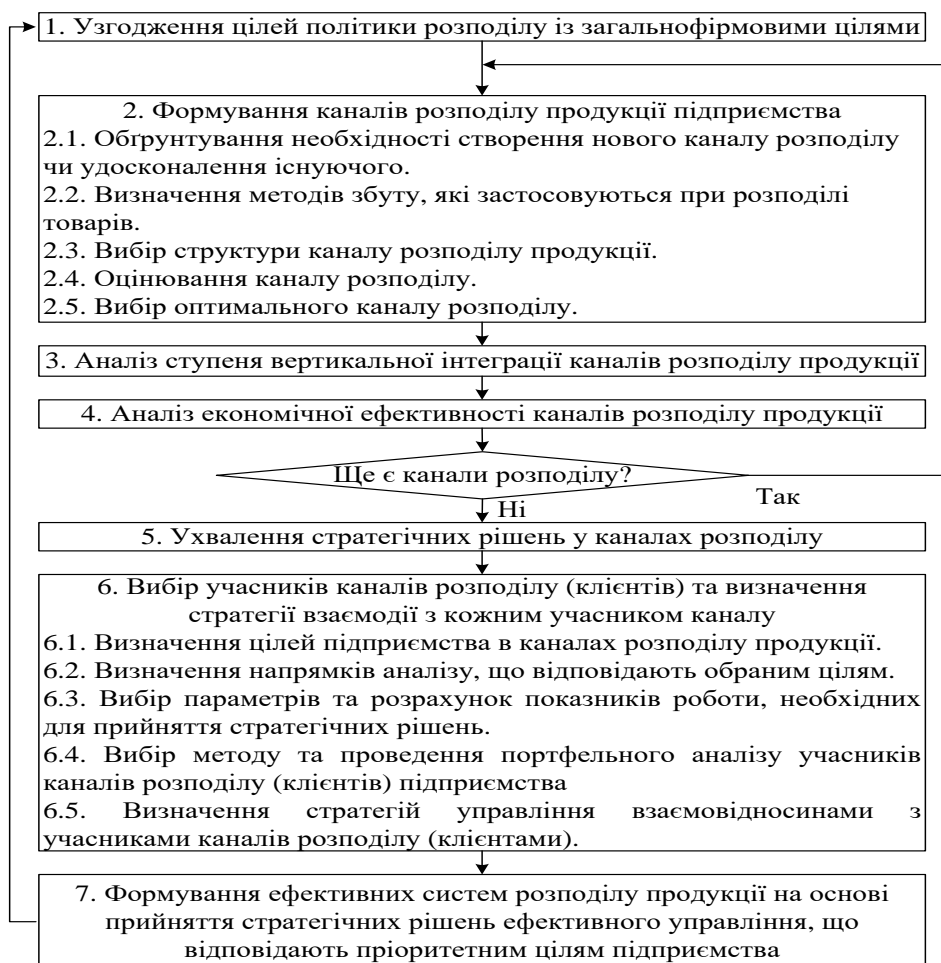 1. Узгодження цілей політики розподілу із загальнофірмовими цілями
2. Формування каналів розподілу продукції підприємства
2.1. Обґрунтування необхідності створення нового каналу розподілу
чи удосконалення існуючого.
2.2. Визначення методів збуту, які застосовуються при розподілі
товарів.
2.3. Вибір структури каналу розподілу продукції.
2.4. Оцінювання каналу розподілу.
2.5. Вибір оптимального каналу розподілу.
3. Аналіз ступеня вертикальної інтеграції каналів розподілу продукції
4. Аналіз економічної ефективності каналів розподілу продукції
Ще є канали розподілу?
Так
Ні
5. Ухвалення стратегічних рішень у каналах розподілу
6. Вибір учасників каналів розподілу (клієнтів) та визначення
стратегії взаємодії з кожним учасником каналу
6.1. Визначення цілей підприємства в каналах розподілу продукції.
6.2. Визначення напрямків аналізу, що відповідають обраним цілям.
6.3. Вибір параметрів та розрахунок показників роботи, необхідних
для прийняття стратегічних рішень.
6.4. Вибір методу та проведення портфельного аналізу учасників
каналів розподілу (клієнтів) підприємства
6.5. Визначення стратегій управління взаємовідносинами з
учасниками каналів розподілу (клієнтами).
7. Формування ефективних систем розподілу продукції на основі
прийняття стратегічних рішень ефективного управління, що
відповідають пріоритетним цілям підприємства